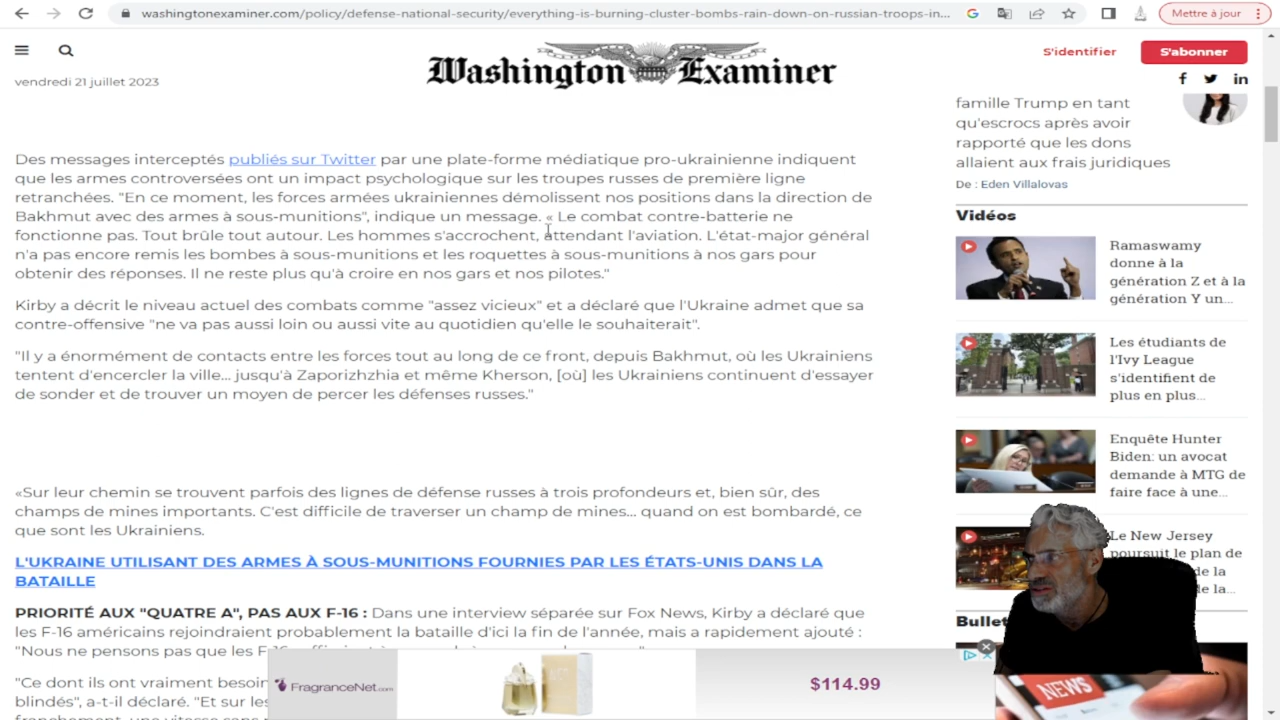 washingtonexaminer.com/policy/defense-national-security/everything-is-burning-cluster-bombs-rain-down-on-russian-troops-in...
Mettre à jour
Washington Examiner
S'identifier
S'abonner
vendredi 21 juillet 2023
Des messages interceptés publiés sur Twitter par une plate-forme médiatique pro-ukrainienne indiquent
que les armes controversées ont un impact psychologique sur les troupes russes de première ligne
retranchées. "En ce moment, les forces armées ukrainiennes démolissent nos positions dans la direction de
Bakhmut avec des armes à sous-munitions", indique un message. « Le combat contre-batterie ne
fonctionne pas. Tout brûle tout autour. Les hommes s'accrochent, attendant l'aviation. L'état-major général
n'a pas encore remis les bombes à sous-munitions et les roquettes à sous-munitions à nos gars pour
obtenir des réponses. Il ne reste plus qu'à croire en nos gars et nos pilotes."
Kirby a décrit le niveau actuel des combats comme "assez vicieux" et a déclaré que l'Ukraine admet que sa
contre-offensive "ne va pas aussi loin ou aussi vite au quotidien qu'elle le souhaiterait".
"Il y a énormément de contacts entre les forces tout au long de ce front, depuis Bakhmut, où les Ukrainiens
tentent d'encercler la ville... jusqu'à Zaporizhzhia et même Kherson, [où] les Ukrainiens continuent d'essayer
de sonder et de trouver un moyen de percer les défenses russes."
«Sur leur chemin se trouvent parfois des lignes de défense russes à trois profondeurs et, bien sûr, des
champs de mines importants. C'est difficile de traverser un champ de mines... quand on est bombardé, ce
que sont les Ukrainiens.
L'UKRAINE UTILISANT DES ARMES À SOUS-MUNITIONS FOURNIES PAR LES ÉTATS-UNIS DANS LA
BATAILLE
PRIORITÉ AUX "QUATRE A", PAS AUX F-16 : Dans une interview séparée sur Fox News, Kirby a déclaré que
les F-16 américains rejoindraient probablement la bataille d'ici la fin de l'année, mais a rapidement ajouté :
"Nous ne pensons pas que les
"Ce dont ils ont vraiment besoin
blindés", a-t-il déclaré. "Et sur les
famille Trump en tant
qu'escrocs après avoir
rapporté que les dons
allaient aux frais juridiques
De : Eden Villalovas
Vidéos
Ramaswamy
donne à la
génération Z et à la
génération Y un...
Les étudiants de
l'Ivy League
s'identifient de
plus en plus...
Enquête Hunter
Biden: un avocat
demande à MTG de
faire face à une...
Le New Jersey
poursuit le plan de
de la
de la
Bullet
FragranceNet.com
$114.99
NEWS